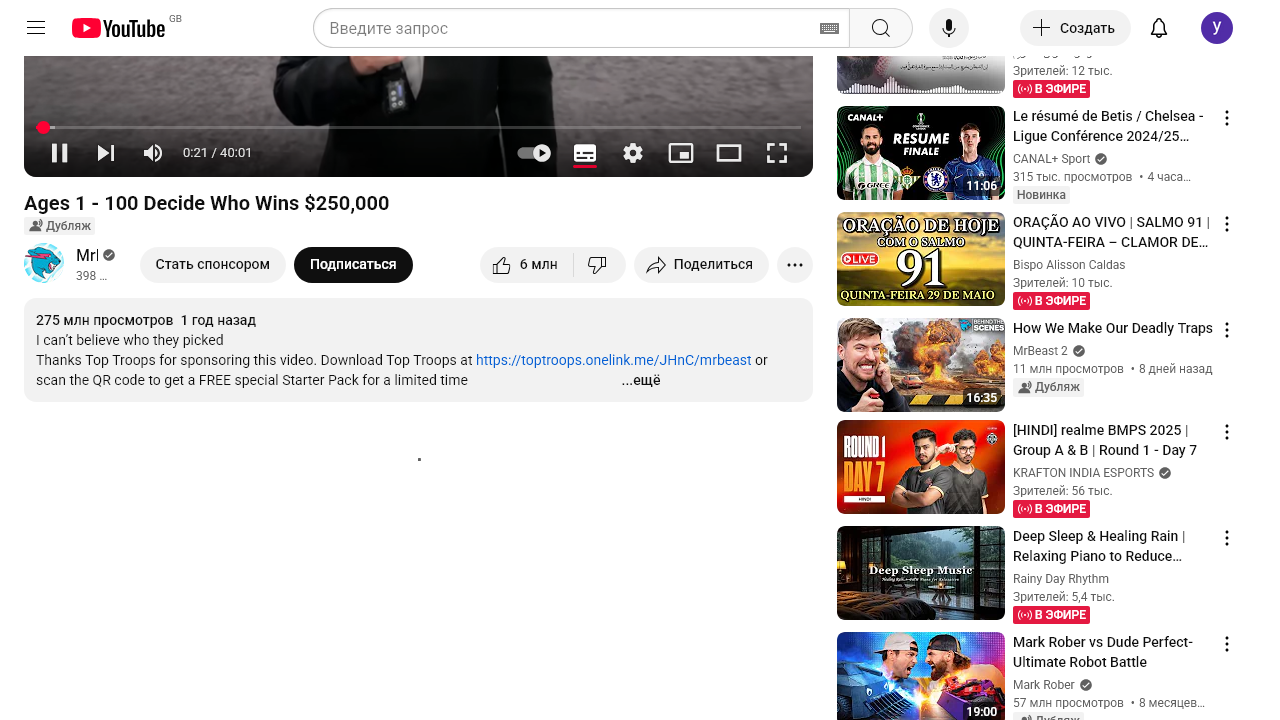 YouTube
GB
Введите запрос
Создать
У
0:21 / 40:01
Ages 1 - 100 Decide Who Wins $250,000
Дубляж
398 ...
Стать спонсором
Подписаться
6 млн
Поделиться
275 млн просмотров 1 год назад
I can't believe who they picked
Thanks Top Troops for sponsoring this video. Download Top Troops at https://toptroops.onelink.me/JHnC/mrbeast or
scan the QR code to get a FREE special Starter Pack for a limited time
...ещё
Зрителей: 12 тыс.
В ЭФИРЕ
CANAL+
RESUME
FINALE
11:06
Le résumé de Betis / Chelsea -
Ligue Conférence 2024/25...
CANAL+ Sport
315 тыс. просмотров • 4 часа...
Новинка
ORAÇÃO DE HOJE
COM O SALMO
LIVE
91
QUINTA-FEIRA 29 DE MAIO
ORAÇÃO AO VIVO | SALMO 91 |
QUINTA-FEIRA – CLAMOR DE...
Bispo Alisson Caldas
Зрителей: 10 тыс.
В ЭФИРЕ
BEHIND THE
SCENES
16:35
How We Make Our Deadly Traps
MrBeast 2
11 млн просмотров • 8 дней назад
Дубляж
ROUND 1
DAY 7
HINDI
[HINDI] realme BMPS 2025 |
Group A & B | Round 1 - Day 7
KRAFTON INDIA ESPORTS
Зрителей: 56 тыс.
В ЭФИРЕ
Deep Sleep Music
Deep Sleep & Healing Rain |
Relaxing Piano to Reduce...
Rainy Day Rhythm
Зрителей: 5,4 тыс.
В ЭФИРЕ
19:00
Mark Rober vs Dude Perfect-
Ultimate Robot Battle
Mark Rober
57 млн просмотров • 8 месяцев...
Дубляж